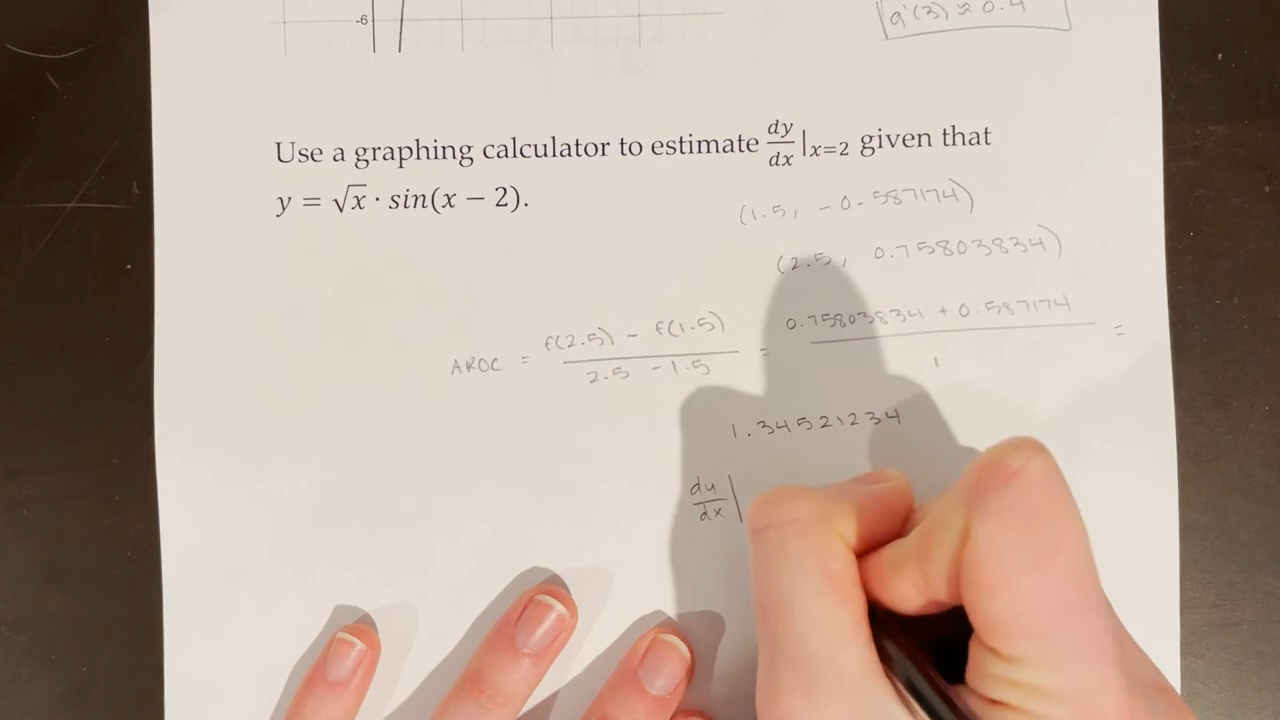 -6
a'(3) ≈ 0.4
Use a graphing calculator to estimate dy/dx |x=2 given that
y = √x · sin(x − 2).
(1.5, -0.587174)
(2.5, 0.75803834)
AROC = f(2.5) - f(1.5) / 2.5 - 1.5 = 0.75803834 + 0.587174 / 1 =
1.34521234
dy/dx |